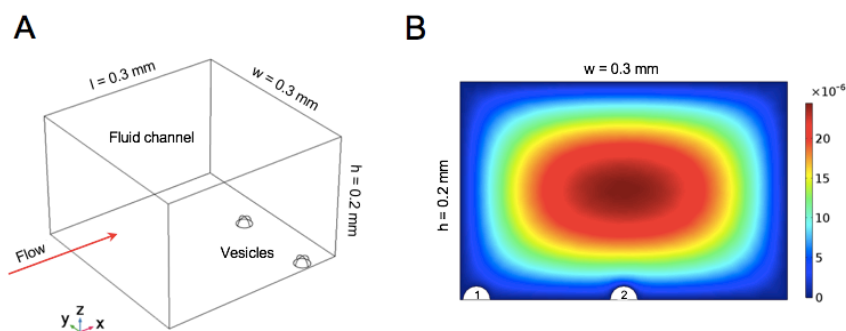 A
l = 0.3 mm
w = 0.3 mm
Fluid channel
h = 0.2 mm
Flow
Vesicles
z
y
x
B
w = 0.3 mm
×10⁻⁶
h = 0.2 mm
20
15
10
5
0
1
2